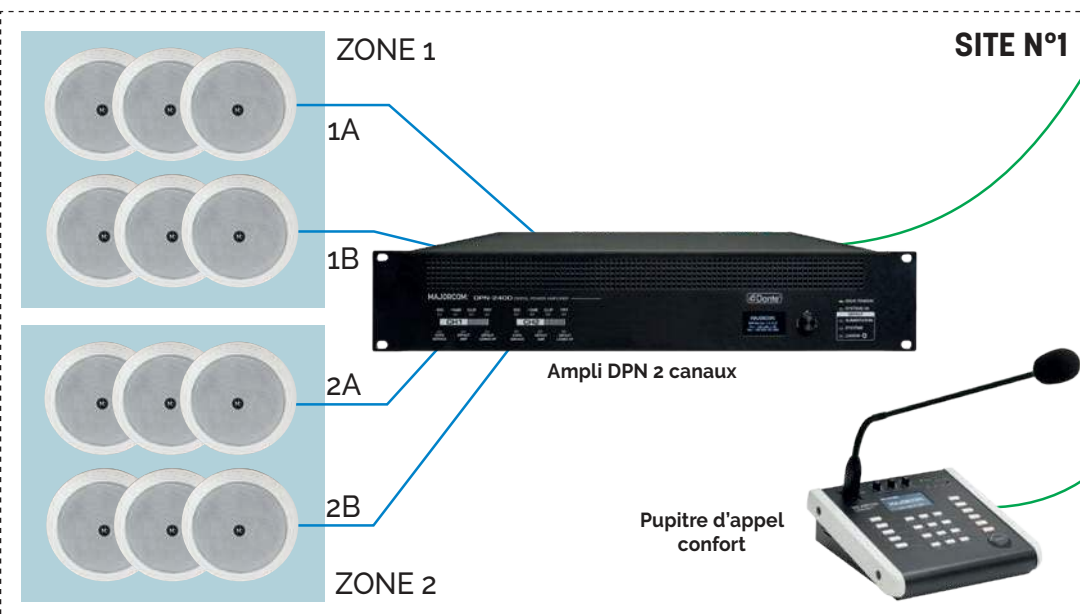 SITE N°1
ZONE 1
1A
1B
MAJORCOM DPN-2400
Dante
CH1 CH2
Ampli DPN 2 canaux
2A
2B
Pupitre d'appel
confort
ZONE 2